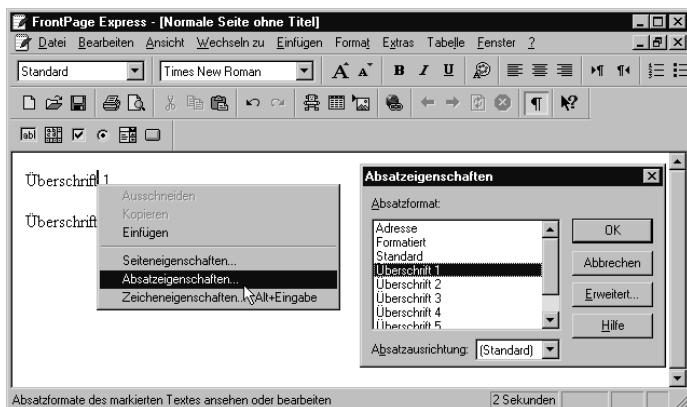 FrontPage Express - [Normale Seite ohne Titel]
Datei Bearbeiten Ansicht Wechseln zu Einfügen Format Extras Tabelle Fenster ?
Standard Times New Roman A A B I U
abl
Überschrift 1
Überschrift
Ausschneiden
Kopieren
Einfügen
Seiteneigenschaften...
Absatzeigenschaften...
Zeicheneigenschaften... Alt+Eingabe
Absatzeigenschaften
Absatzformat:
Adresse
Formatiert
Standard
Überschrift 1
Überschrift 2
Überschrift 3
Überschrift 4
Überschrift 5
Absatzausrichtung: (Standard)
OK
Abbrechen
Erweitert...
Hilfe
Absatzformate des markierten Textes ansehen oder bearbeiten 2 Sekunden